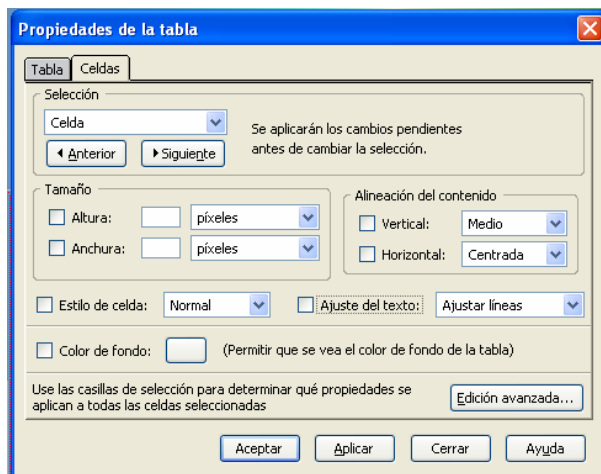 Propiedades de la tabla
Tabla Celdas
Selección
Celda
Anterior Siguiente
Se aplicarán los cambios pendientes
antes de cambiar la selección.
Tamaño
Altura: píxeles
Anchura: píxeles
Alineación del contenido
Vertical: Medio
Horizontal: Centrada
Estilo de celda: Normal Ajuste del texto: Ajustar líneas
Color de fondo: (Permitir que se vea el color de fondo de la tabla)
Use las casillas de selección para determinar qué propiedades se
aplican a todas las celdas seleccionadas
Edición avanzada...
Aceptar Aplicar Cerrar Ayuda